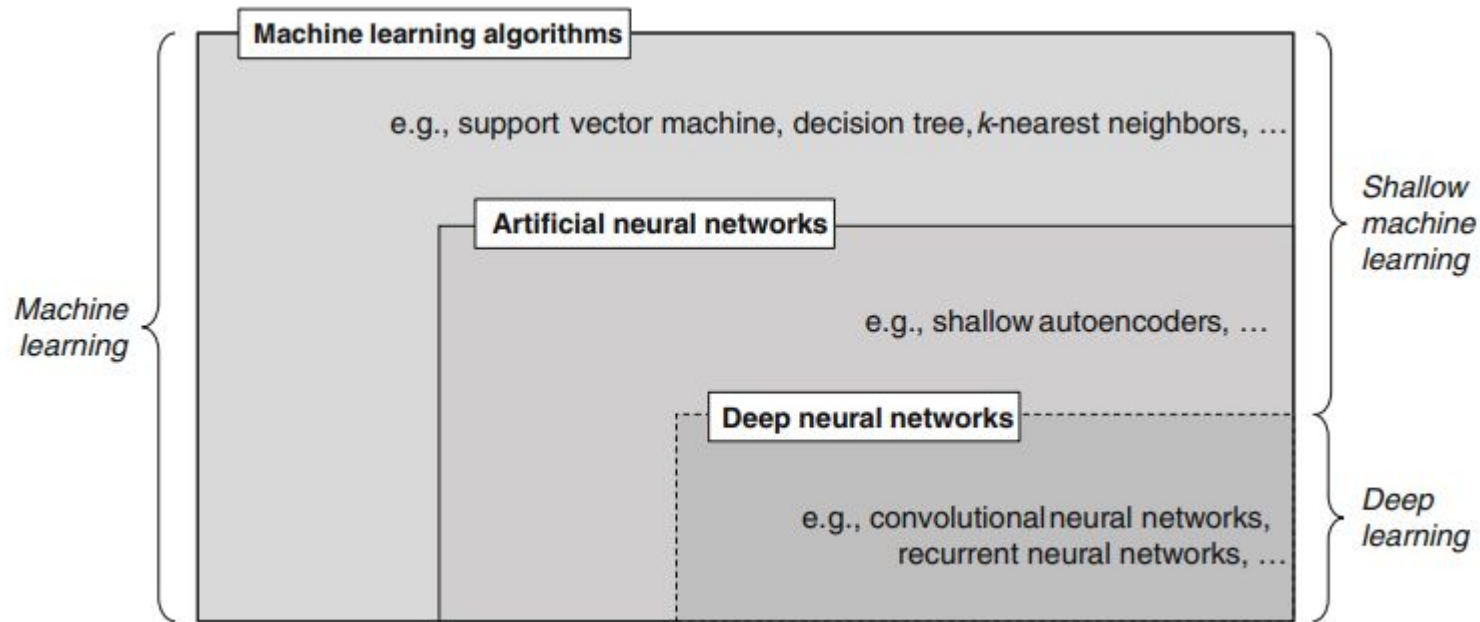 Machine learning algorithms
e.g., support vector machine, decision tree, k-nearest neighbors, …
Artificial neural networks
Shallow
machine
learning
Machine
learning
e.g., shallow autoencoders, …
Deep neural networks
e.g., convolutional neural networks,
recurrent neural networks, …
Deep
learning